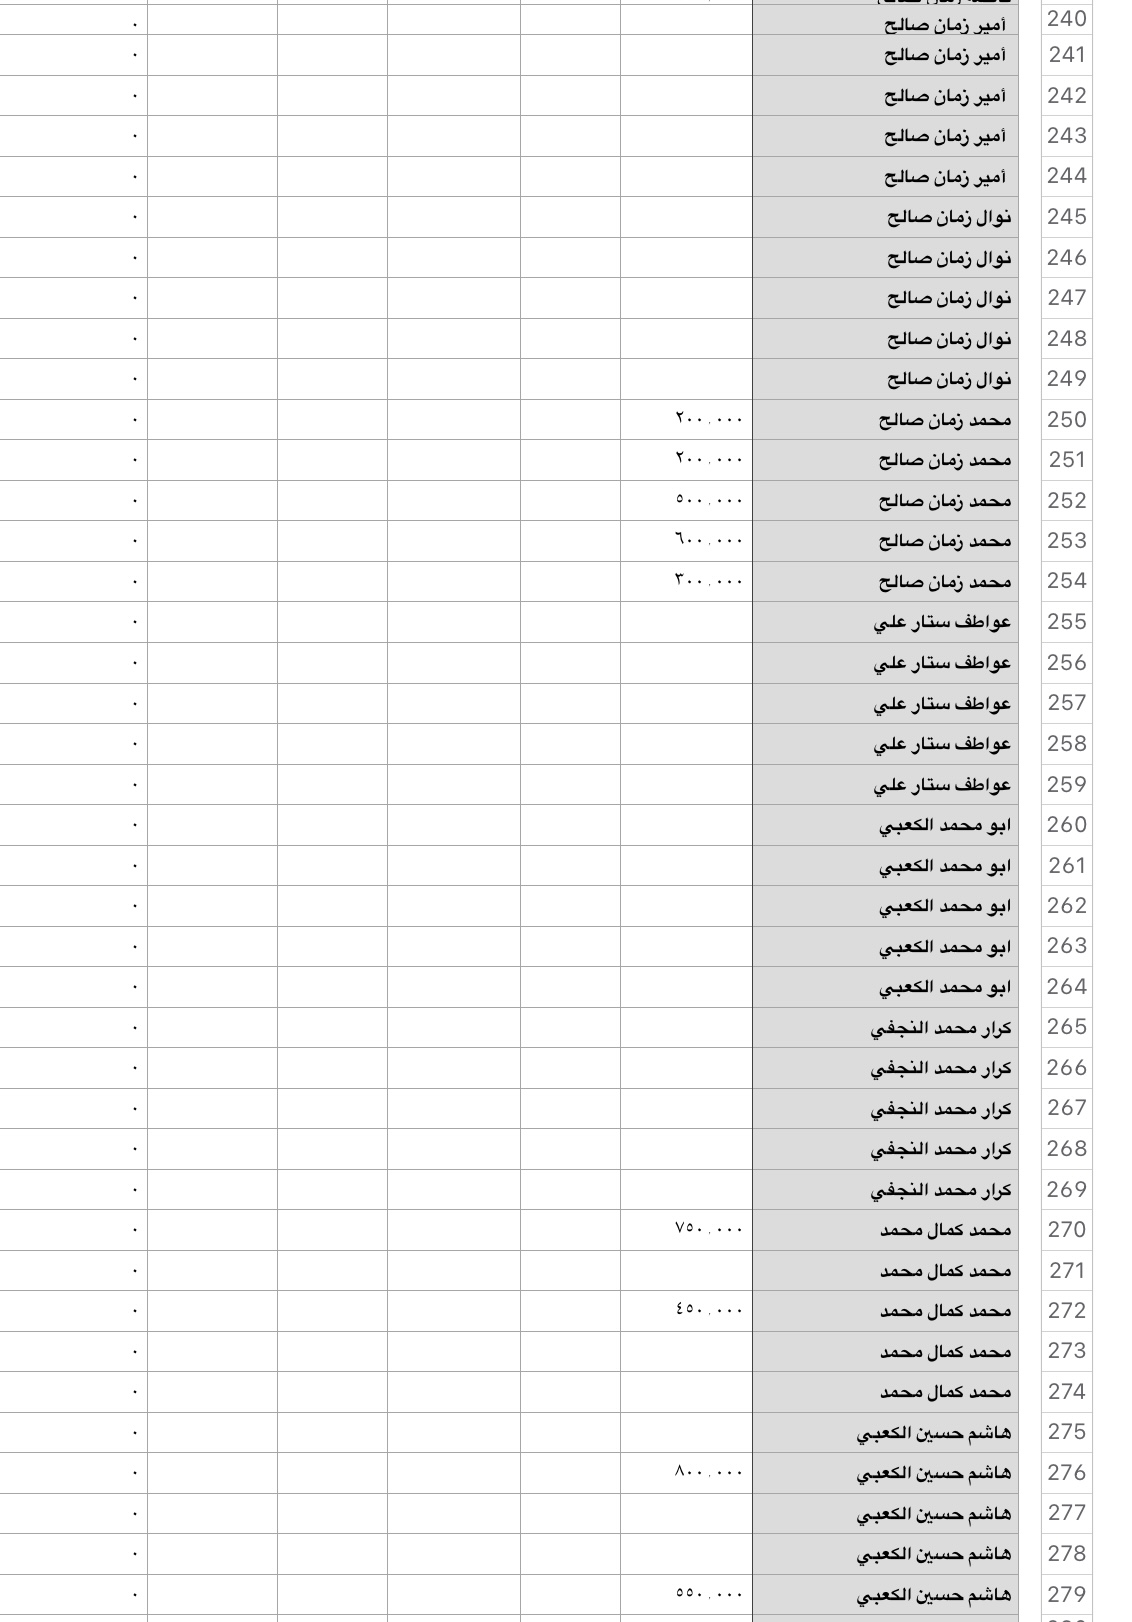 240 أمير زمان صالح ٠
241 أمير زمان صالح ٠
242 أمير زمان صالح ٠
243 أمير زمان صالح ٠
244 أمير زمان صالح ٠
245 نوال زمان صالح ٠
246 نوال زمان صالح ٠
247 نوال زمان صالح ٠
248 نوال زمان صالح ٠
249 نوال زمان صالح ٠
250 محمد زمان صالح ٢٠٠,٠٠٠ ٠
251 محمد زمان صالح ٢٠٠,٠٠٠ ٠
252 محمد زمان صالح ٥٠٠,٠٠٠ ٠
253 محمد زمان صالح ٦٠٠,٠٠٠ ٠
254 محمد زمان صالح ٣٠٠,٠٠٠ ٠
255 عواطف ستار علي ٠
256 عواطف ستار علي ٠
257 عواطف ستار علي ٠
258 عواطف ستار علي ٠
259 عواطف ستار علي ٠
260 ابو محمد الكعبي ٠
261 ابو محمد الكعبي ٠
262 ابو محمد الكعبي ٠
263 ابو محمد الكعبي ٠
264 ابو محمد الكعبي ٠
265 كرار محمد النجفي ٠
266 كرار محمد النجفي ٠
267 كرار محمد النجفي ٠
268 كرار محمد النجفي ٠
269 كرار محمد النجفي ٠
270 محمد كمال محمد ٧٥٠,٠٠٠ ٠
271 محمد كمال محمد ٠
272 محمد كمال محمد ٤٥٠,٠٠٠ ٠
273 محمد كمال محمد ٠
274 محمد كمال محمد ٠
275 هاشم حسين الكعبي ٠
276 هاشم حسين الكعبي ٨٠٠,٠٠٠ ٠
277 هاشم حسين الكعبي ٠
278 هاشم حسين الكعبي ٠
279 هاشم حسين الكعبي ٥٥٠,٠٠٠ ٠